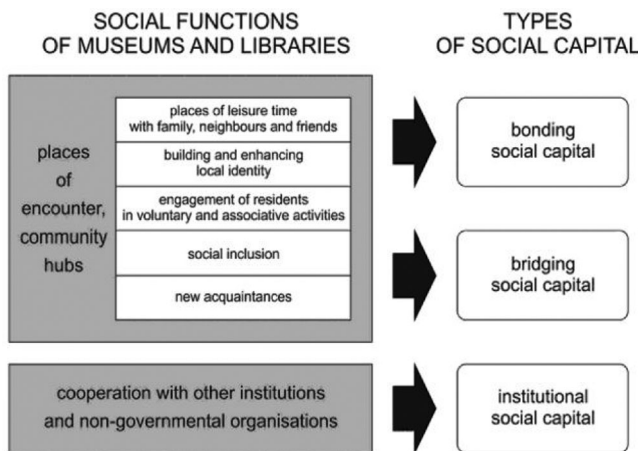 SOCIAL FUNCTIONS
OF MUSEUMS AND LIBRARIES
TYPES
OF SOCIAL CAPITAL
places
of
encounter,
community
hubs
places of leisure time
with family, neighbours and friends
building and enhancing
local identity
engagement of residents
in voluntary and associative activities
social inclusion
new acquaintances
bonding
social capital
bridging
social capital
cooperation with other institutions
and non-governmental organisations
institutional
social capital